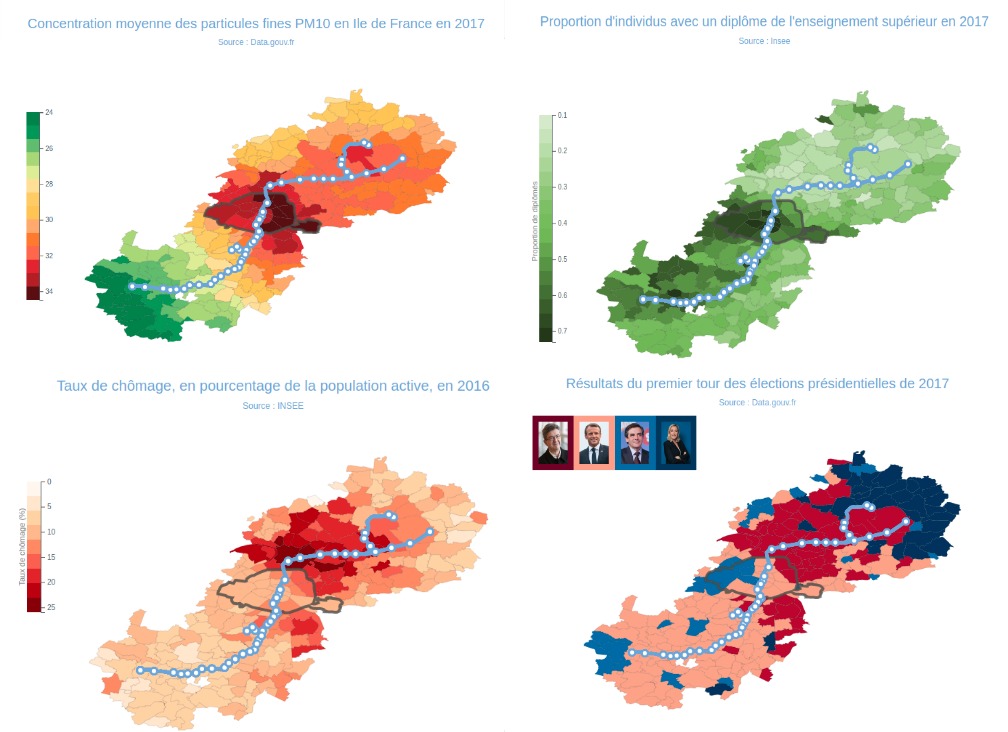 Concentration moyenne des particules fines PM10 en Ile de France en 2017
Source : Data.gouv.fr
24
26
28
30
32
34
Proportion d'individus avec un diplôme de l'enseignement supérieur en 2017
Source : Insee
Proportion de diplômés
0.1
0.2
0.3
0.4
0.5
0.6
0.7
Taux de chômage, en pourcentage de la population active, en 2016
Source : INSEE
Taux de chômage (%)
0
5
10
15
20
25
Résultats du premier tour des élections présidentielles de 2017
Source : Data.gouv.fr